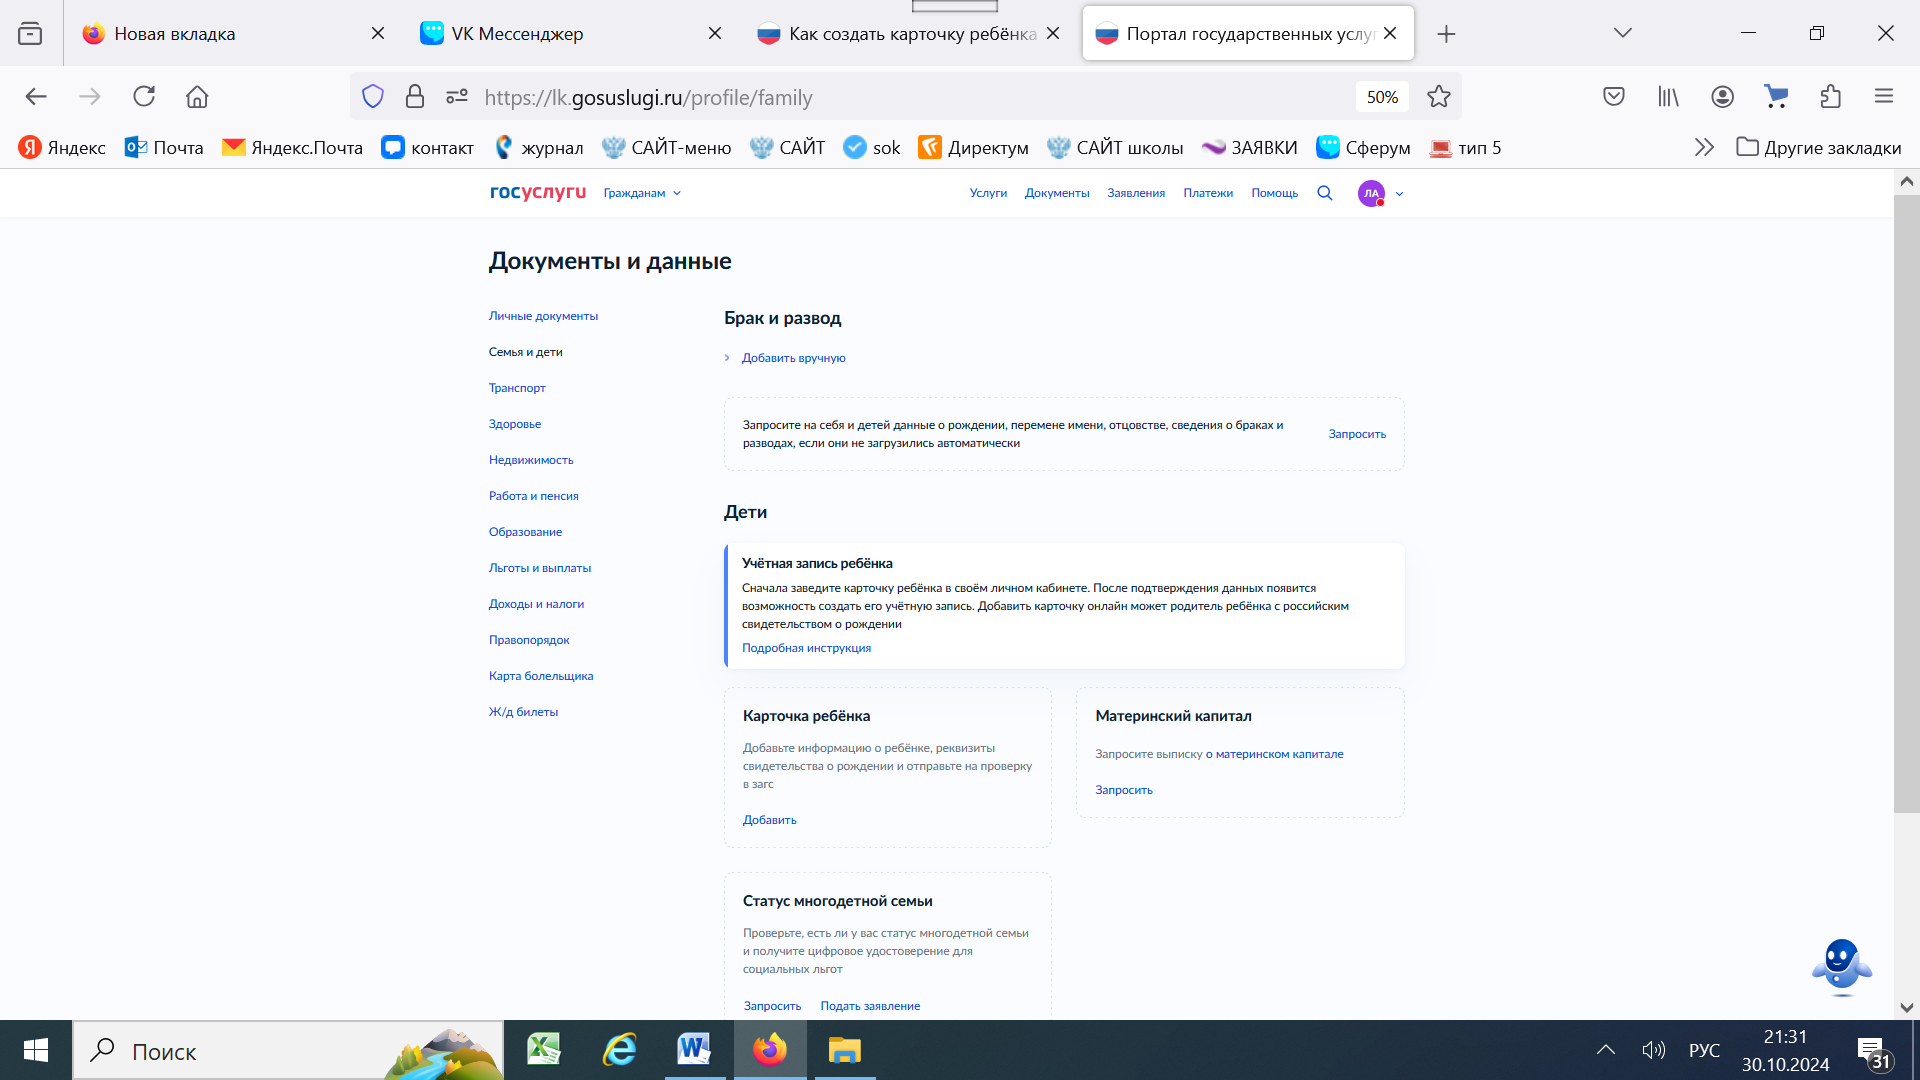 Новая вкладка
VK Мессенджер
Как создать карточку ребёнка
Портал государственных услуг
https://lk.gosuslugi.ru/profile/family
50%
Яндекс
Почта
Яндекс.Почта
контакт
журнал
САЙТ-меню
САЙТ
sok
Директум
САЙТ школы
ЗАЯВКИ
Сферум
тип 5
Другие закладки
госуслуги
Гражданам
Услуги
Документы
Заявления
Платежи
Помощь
ЛА
Документы и данные
Личные документы
Семья и дети
Транспорт
Здоровье
Недвижимость
Работа и пенсия
Образование
Льготы и выплаты
Доходы и налоги
Правопорядок
Карта болельщика
Ж/д билеты
Брак и развод
Добавить вручную
Запросите на себя и детей данные о рождении, перемене имени, отцовстве, сведения о браках и
разводах, если они не загрузились автоматически
Запросить
Дети
Учётная запись ребёнка
Сначала заведите карточку ребёнка в своём личном кабинете. После подтверждения данных появится
возможность создать его учётную запись. Добавить карточку онлайн может родитель ребёнка с российским
свидетельством о рождении
Подробная инструкция
Карточка ребёнка
Добавьте информацию о ребёнке, реквизиты
свидетельства о рождении и отправьте на проверку
в загс
Добавить
Материнский капитал
Запросите выписку о материнском капитале
Запросить
Статус многодетной семьи
Проверьте, есть ли у вас статус многодетной семьи
и получите цифровое удостоверение для
социальных льгот
Запросить
Подать заявление
Поиск
РУС
21:31
30.10.2024
31